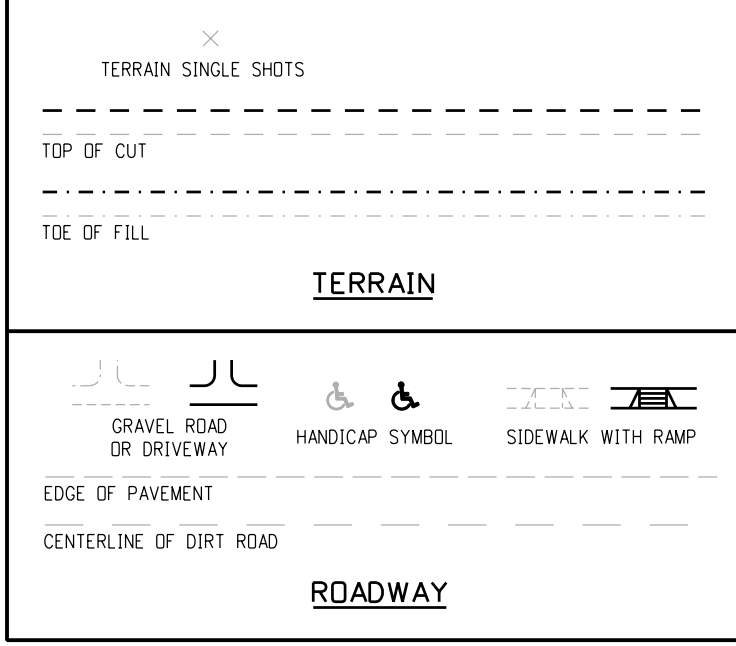 TERRAIN SINGLE SHOTS
TOP OF CUT
TOE OF FILL
TERRAIN
GRAVEL ROAD
OR DRIVEWAY
HANDICAP SYMBOL
SIDEWALK WITH RAMP
EDGE OF PAVEMENT
CENTERLINE OF DIRT ROAD
ROADWAY